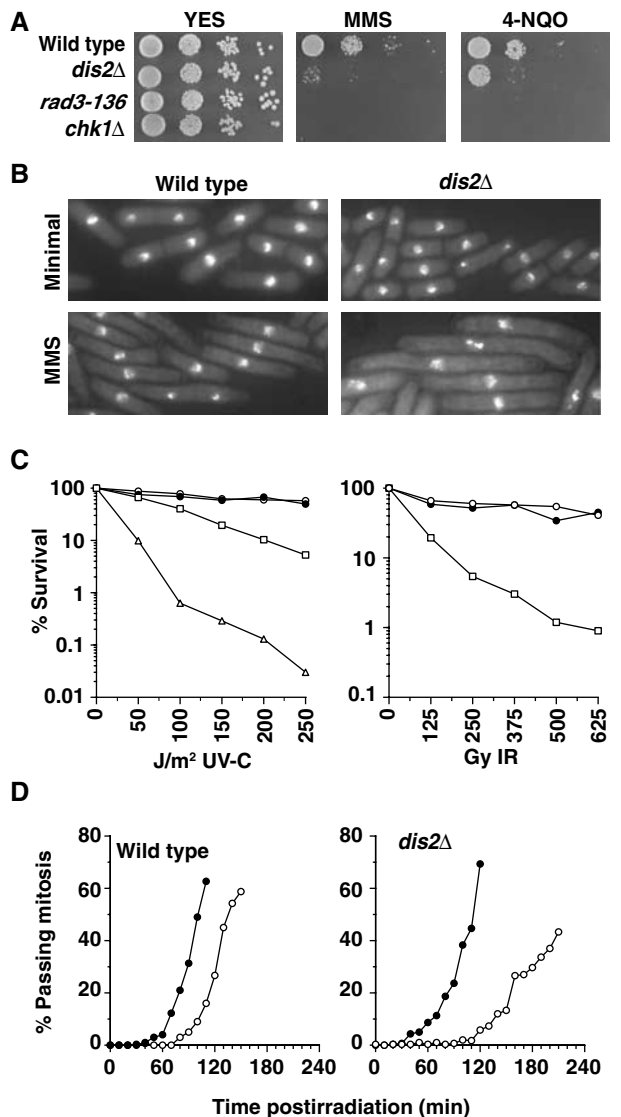 A
YES MMS 4-NQO
Wild type
dis2Δ
rad3-136
chk1Δ
B
Wild type dis2Δ
Minimal
MMS
C
% Survival
100
10
1
0.1
0.01
0 50 100 150 200 250
J/m² UV-C
100
10
1
0.1
0 125 250 375 500 625
Gy IR
D
% Passing mitosis
Wild type
80
60
40
20
0
0 60 120 180 240
dis2Δ
80
60
40
20
0
0 60 120 180 240
Time postirradiation (min)